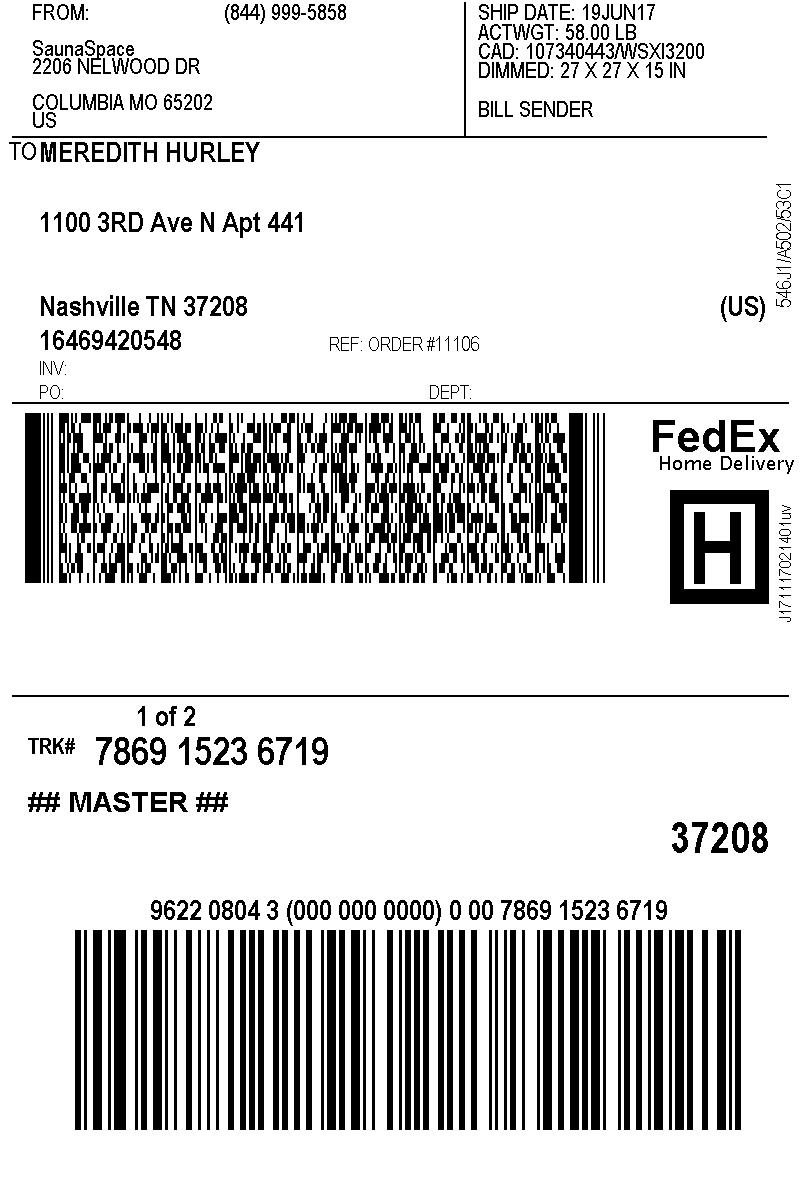 FROM: (844) 999-5858
SaunaSpace
2206 NELWOOD DR
COLUMBIA MO 65202
US
SHIP DATE: 19JUN17
ACTWGT: 58.00 LB
CAD: 107340443/WSXI3200
DIMMED: 27 X 27 X 15 IN
BILL SENDER
TO MEREDITH HURLEY
1100 3RD Ave N Apt 441
Nashville TN 37208 (US)
16469420548 REF: ORDER #11106
INV:
PO: DEPT:
546J1/A502/53C1
FedEx
Home Delivery
H
J171117021401uv
1 of 2
TRK# 7869 1523 6719
## MASTER ##
37208
9622 0804 3 (000 000 0000) 0 00 7869 1523 6719